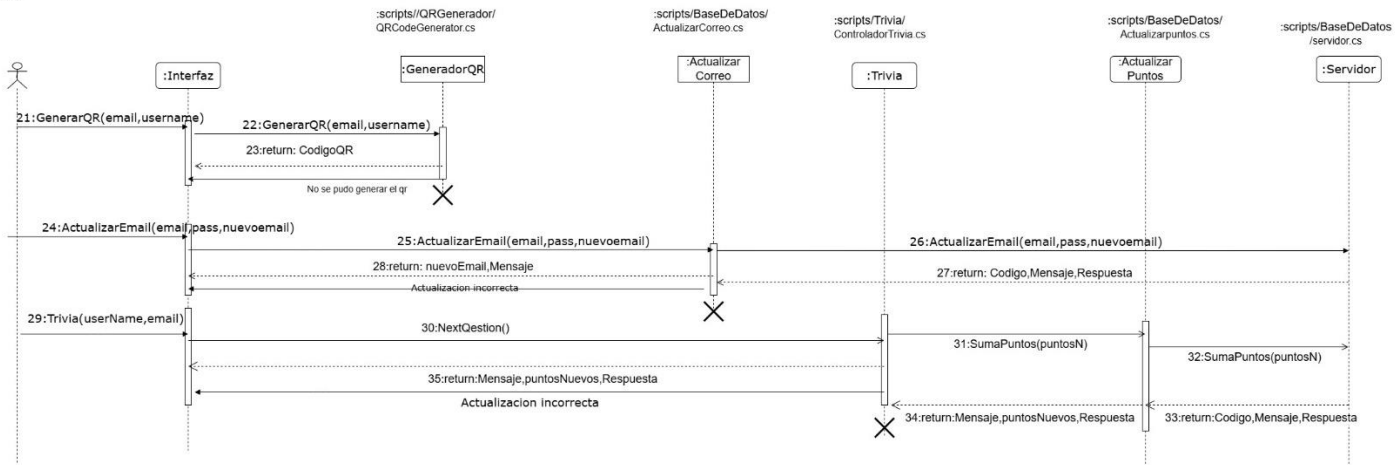 :scripts//QRGenerador/
QRCodeGenerator.cs
:scripts/BaseDeDatos/
ActualizarCorreo.cs
:scripts/Trivia/
ControladorTrivia.cs
:scripts/BaseDeDatos/
Actualizarpuntos.cs
:scripts/BaseDeDatos
/servidor.cs
:Interfaz
:GeneradorQR
:Actualizar
Correo
:Trivia
:Actualizar
Puntos
:Servidor
21:GenerarQR(email,username)
22:GenerarQR(email,username)
23:return: CodigoQR
No se pudo generar el qr
24:ActualizarEmail(email,pass,nuevoemail)
25:ActualizarEmail(email,pass,nuevoemail)
26:ActualizarEmail(email,pass,nuevoemail)
28:return: nuevoEmail,Mensaje
27:return: Codigo,Mensaje,Respuesta
Actualizacion incorrecta
29:Trivia(userName,email)
30:NextQestion()
31:SumaPuntos(puntosN)
32:SumaPuntos(puntosN)
35:return:Mensaje,puntosNuevos,Respuesta
Actualizacion incorrecta
34:return:Mensaje,puntosNuevos,Respuesta
33:return:Codigo,Mensaje,Respuesta